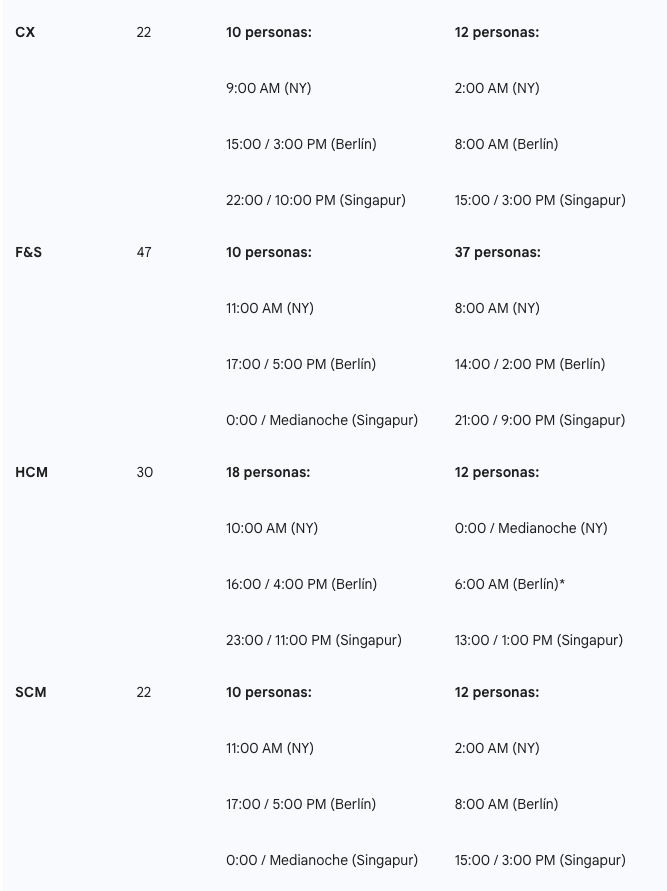 CX 22 10 personas: 12 personas:
9:00 AM (NY) 2:00 AM (NY)
15:00 / 3:00 PM (Berlín) 8:00 AM (Berlín)
22:00 / 10:00 PM (Singapur) 15:00 / 3:00 PM (Singapur)
F&S 47 10 personas: 37 personas:
11:00 AM (NY) 8:00 AM (NY)
17:00 / 5:00 PM (Berlín) 14:00 / 2:00 PM (Berlín)
0:00 / Medianoche (Singapur) 21:00 / 9:00 PM (Singapur)
HCM 30 18 personas: 12 personas:
10:00 AM (NY) 0:00 / Medianoche (NY)
16:00 / 4:00 PM (Berlín) 6:00 AM (Berlín)*
23:00 / 11:00 PM (Singapur) 13:00 / 1:00 PM (Singapur)
SCM 22 10 personas: 12 personas:
11:00 AM (NY) 2:00 AM (NY)
17:00 / 5:00 PM (Berlín) 8:00 AM (Berlín)
0:00 / Medianoche (Singapur) 15:00 / 3:00 PM (Singapur)